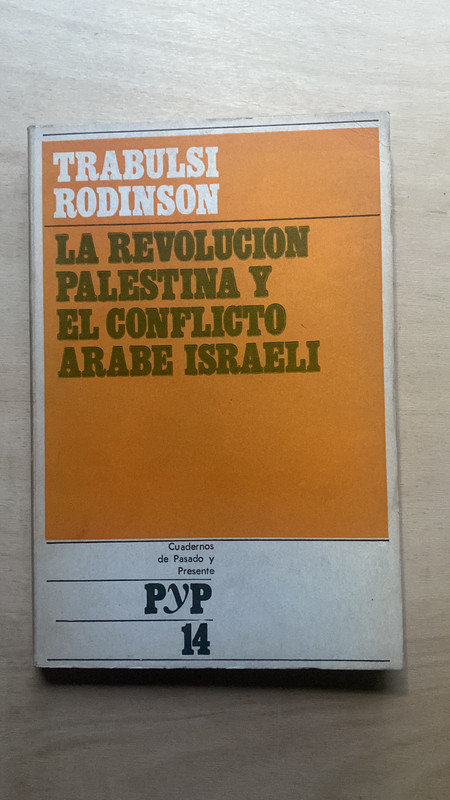 TRABULSI
RODINSON
LA REVOLUCION
PALESTINA Y
EL CONFLICTO
ARABE ISRAELI
Cuadernos
de Pasado y
Presente
PyP
14